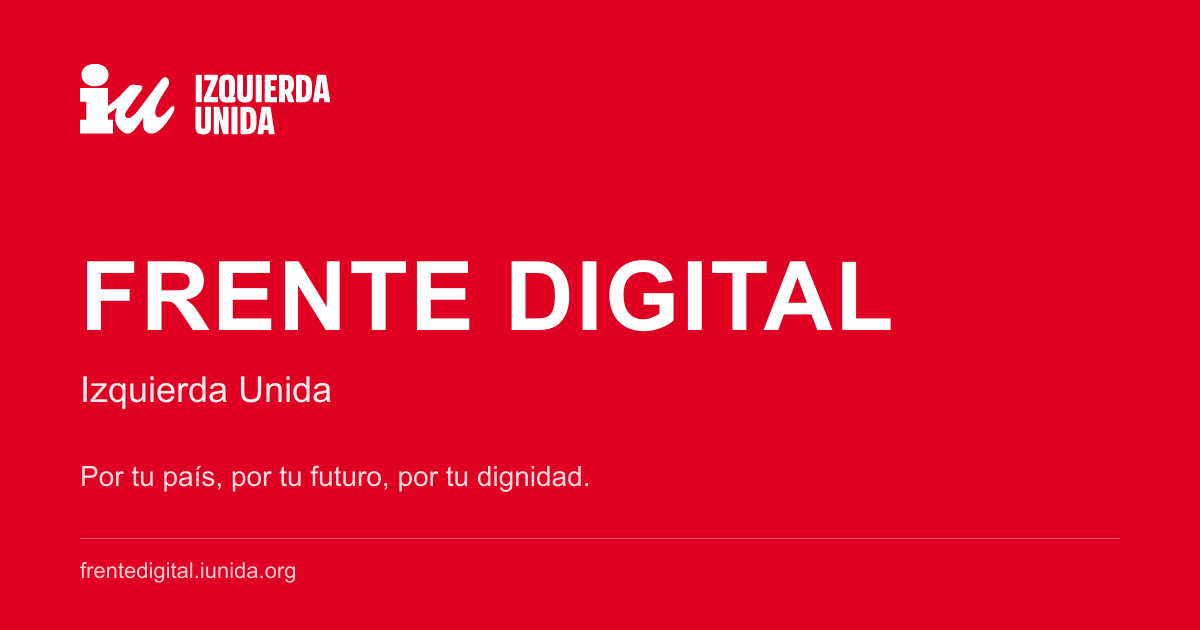 iu
IZQUIERDA
UNIDA
FRENTE DIGITAL
Izquierda Unida
Por tu país, por tu futuro, por tu dignidad.
frentedigital.iunida.org